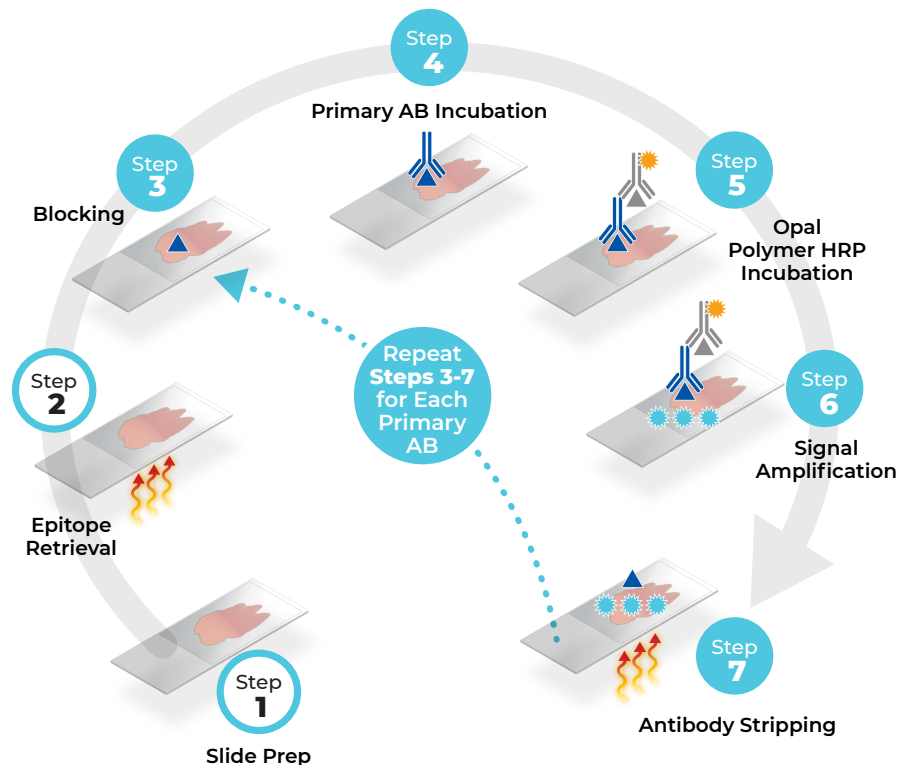 Step
1
Slide Prep
Step
2
Epitope
Retrieval
Step
3
Blocking
Step
4
Primary AB Incubation
Step
5
Opal
Polymer HRP
Incubation
Step
6
Signal
Amplification
Step
7
Antibody Stripping
Repeat
Steps 3-7
for Each
Primary
AB